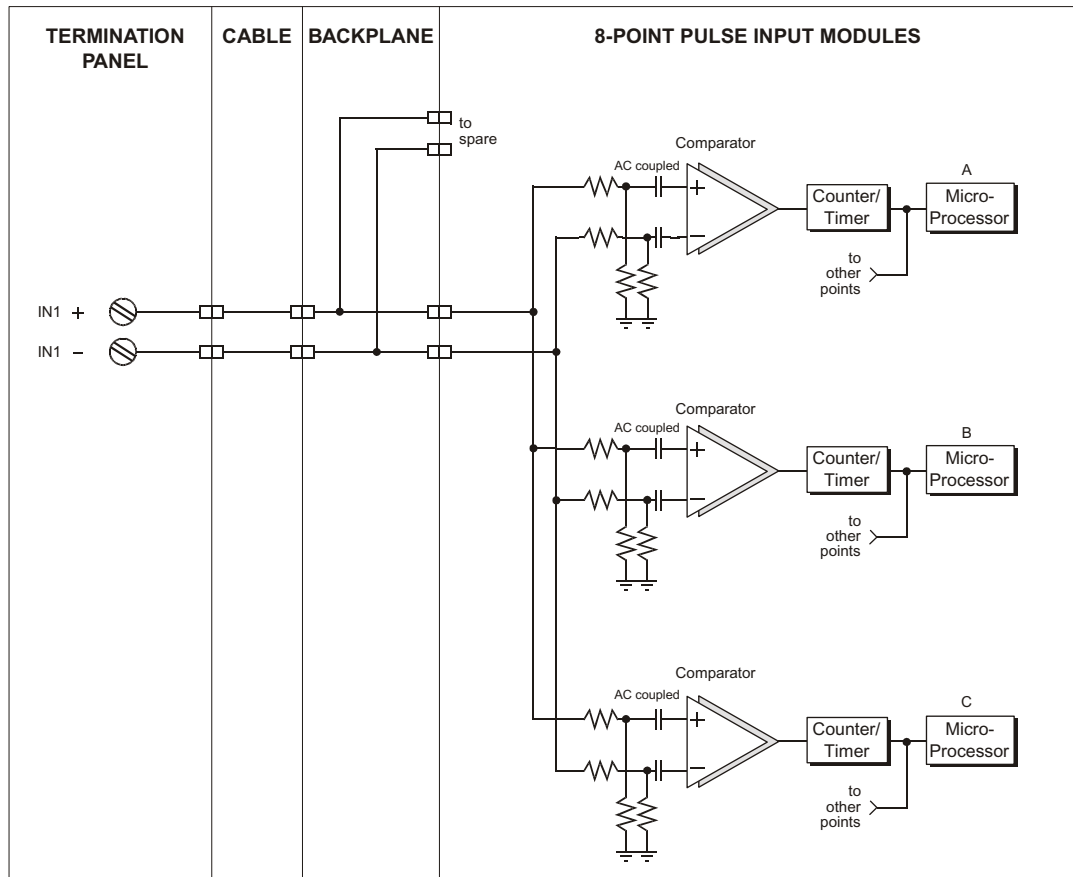 TERMINATION
PANEL
CABLE
BACKPLANE
8-POINT PULSE INPUT MODULES
to
spare
Comparator
AC coupled
+
−
Counter/
Timer
A
Micro-
Processor
to
other
points
IN1 +
IN1 −
Comparator
AC coupled
+
−
Counter/
Timer
B
Micro-
Processor
to
other
points
Comparator
AC coupled
+
−
Counter/
Timer
C
Micro-
Processor
to
other
points